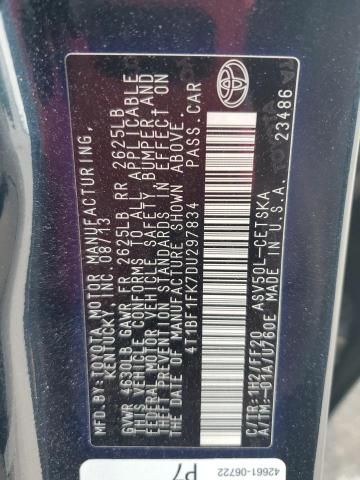 MFD. BY: TOYOTA MOTOR MANUFACTURING,
KENTUCKY, INC. 08/13
GVWR 4630LB GAWR FR 2625LB RR 2625LB
THIS VEHICLE CONFORMS TO ALL APPLICABLE
FEDERAL MOTOR VEHICLE SAFETY, BUMPER AND
THEFT PREVENTION STANDARDS IN EFFECT ON
THE DATE OF MANUFACTURE SHOWN ABOVE.
4T1BF1FK7DU297834 PASS.CAR
TOYOTA
C/TR:1H2/FF20 ASV50L-CETSKA
A/TM:-01A/U760E MADE IN U.S.A. 23486
42661-06722
P7